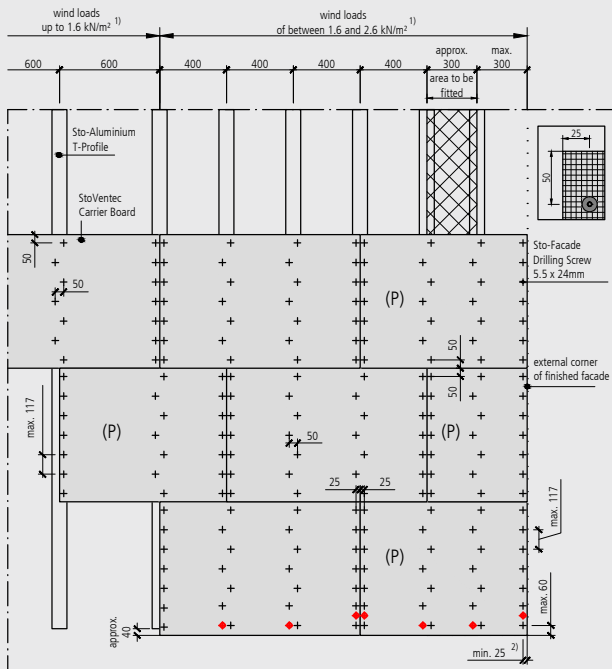 wind loads
up to 1.6 kN/m² 1)
wind loads
of between 1.6 and 2.6 kN/m² 1)
approx.
max.
600
600
400
400
400
400
300
300
area to be
fitted
Sto-Aluminium
T-Profile
25
50
StoVentec
Carrier Board
Sto-Facade
Drilling Screw
5.5 x 24mm
50
50
(P)
50
50
external corner
of finished facade
max. 117
(P)
50
(P)
25
25
max. 117
(P)
max. 60
approx.
40
min. 25 2)